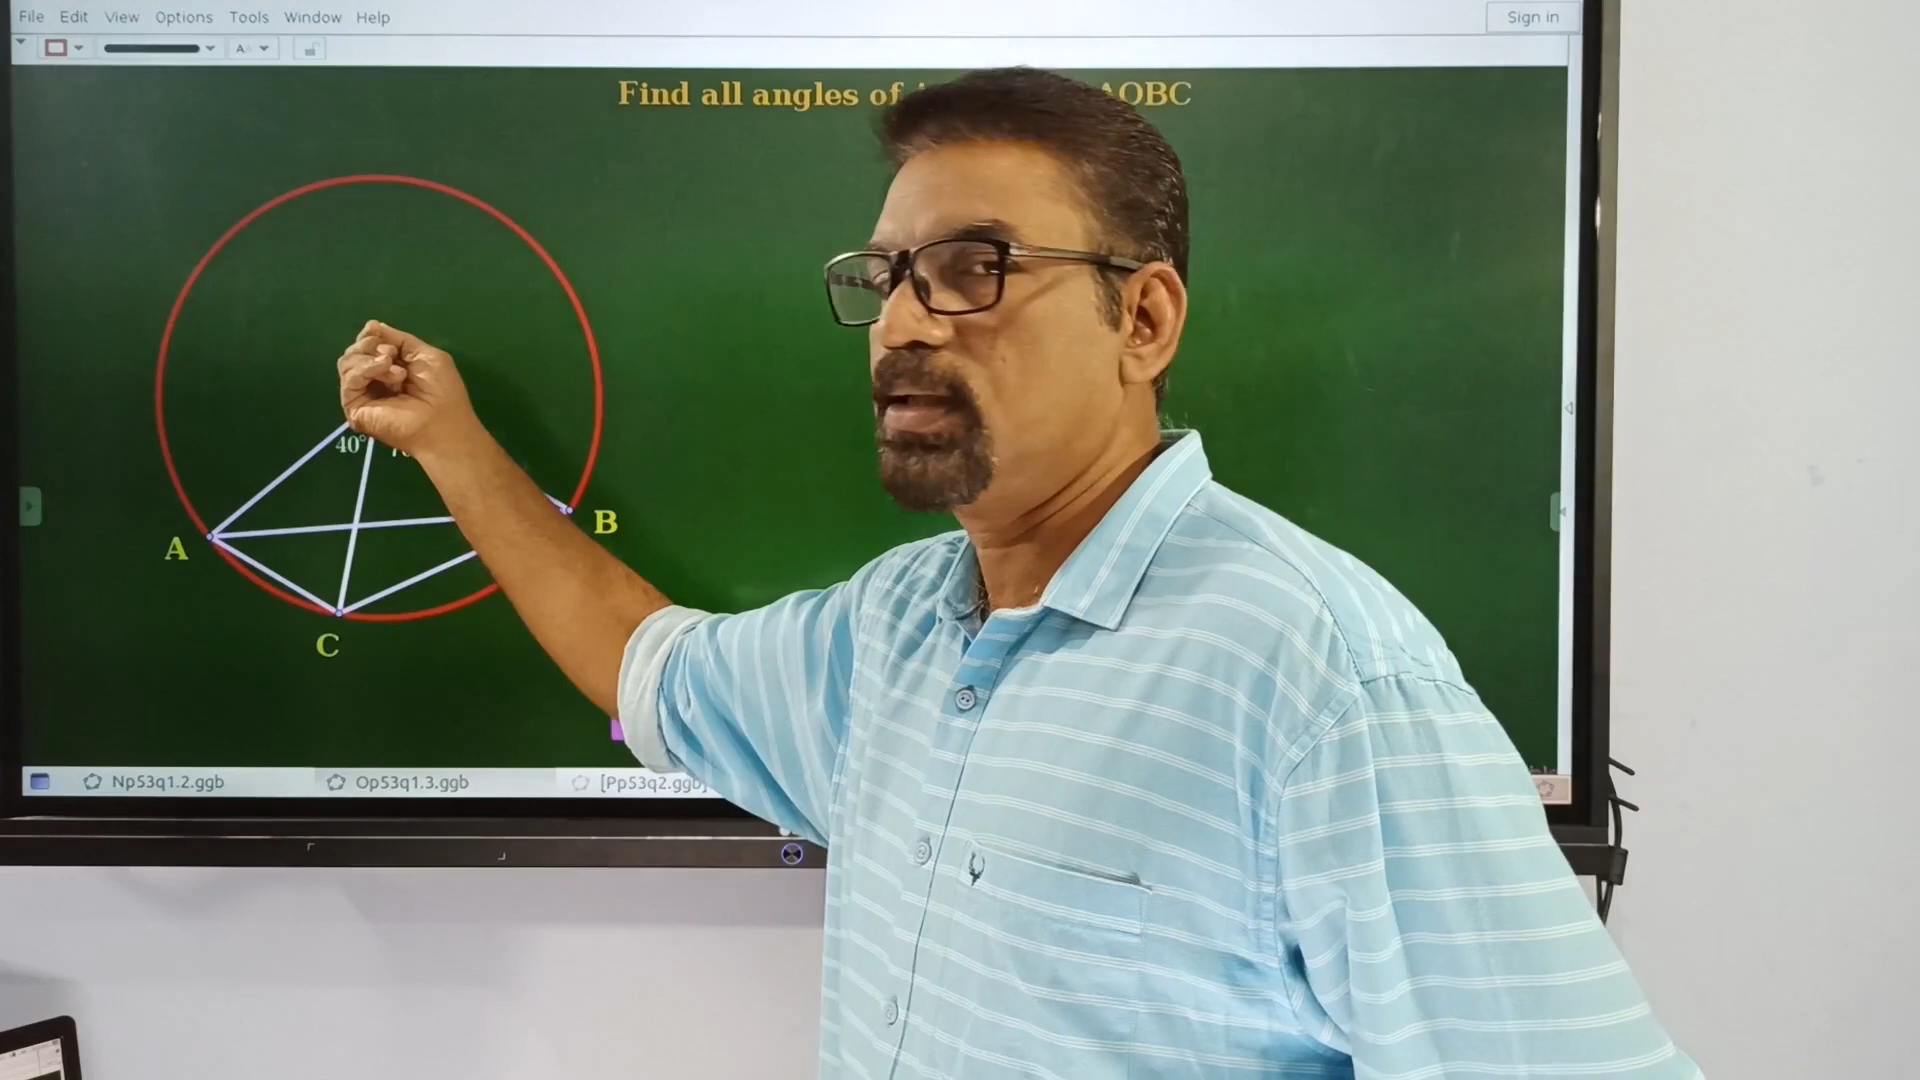 File Edit View Options Tools Window Help
Sign in
Find all angles of AOBC
40°
A
B
C
Np53q1.2.ggb
Op53q1.3.ggb
[Pp53q2.ggb]